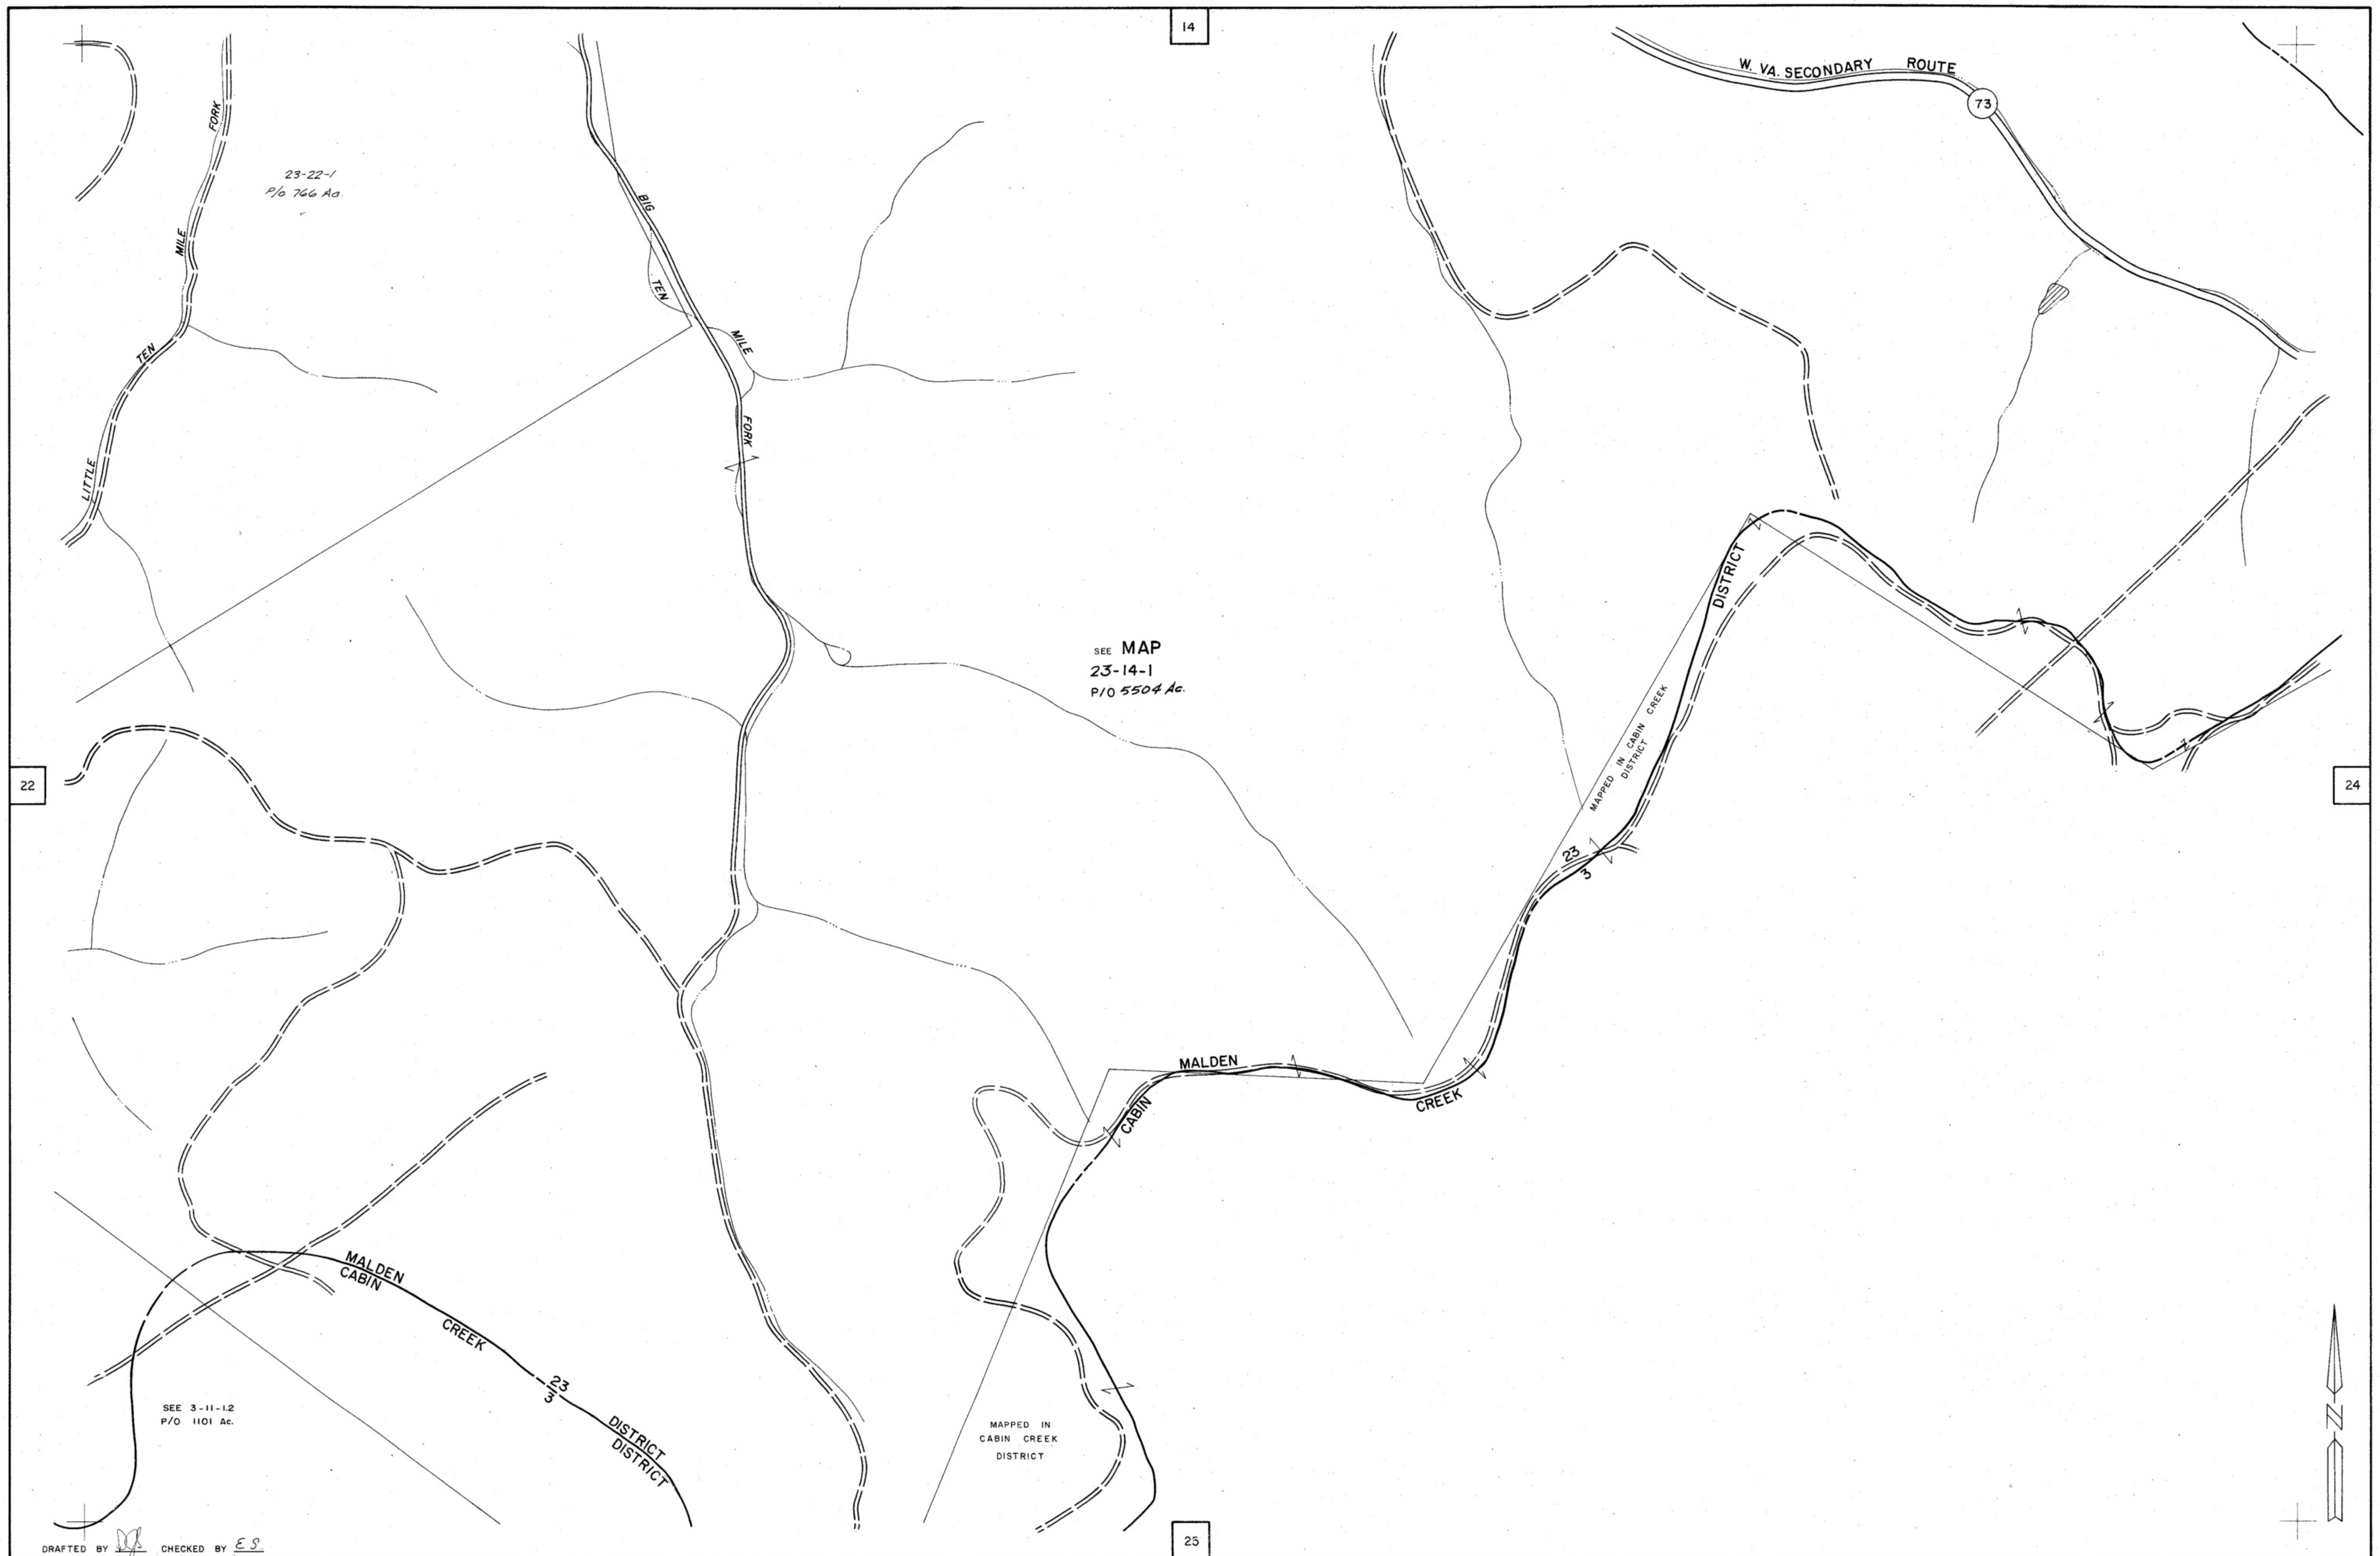 14
W. VA. SECONDARY ROUTE
73
LITTLE TEN MILE FORK
23-22-1
P/O 766 Ac.
BIG TEN MILE FORK
SEE MAP
23-14-1
P/O 5504 Ac.
DISTRICT
MAPPED IN CABIN CREEK
DISTRICT
22
24
23
3
MALDEN
CABIN CREEK
MALDEN
CABIN
CREEK
23
3
DISTRICT
DISTRICT
SEE 3-11-1.2
P/O 1101 Ac.
MAPPED IN
CABIN CREEK
DISTRICT
N
25
DRAFTED BY
CHECKED BY E S